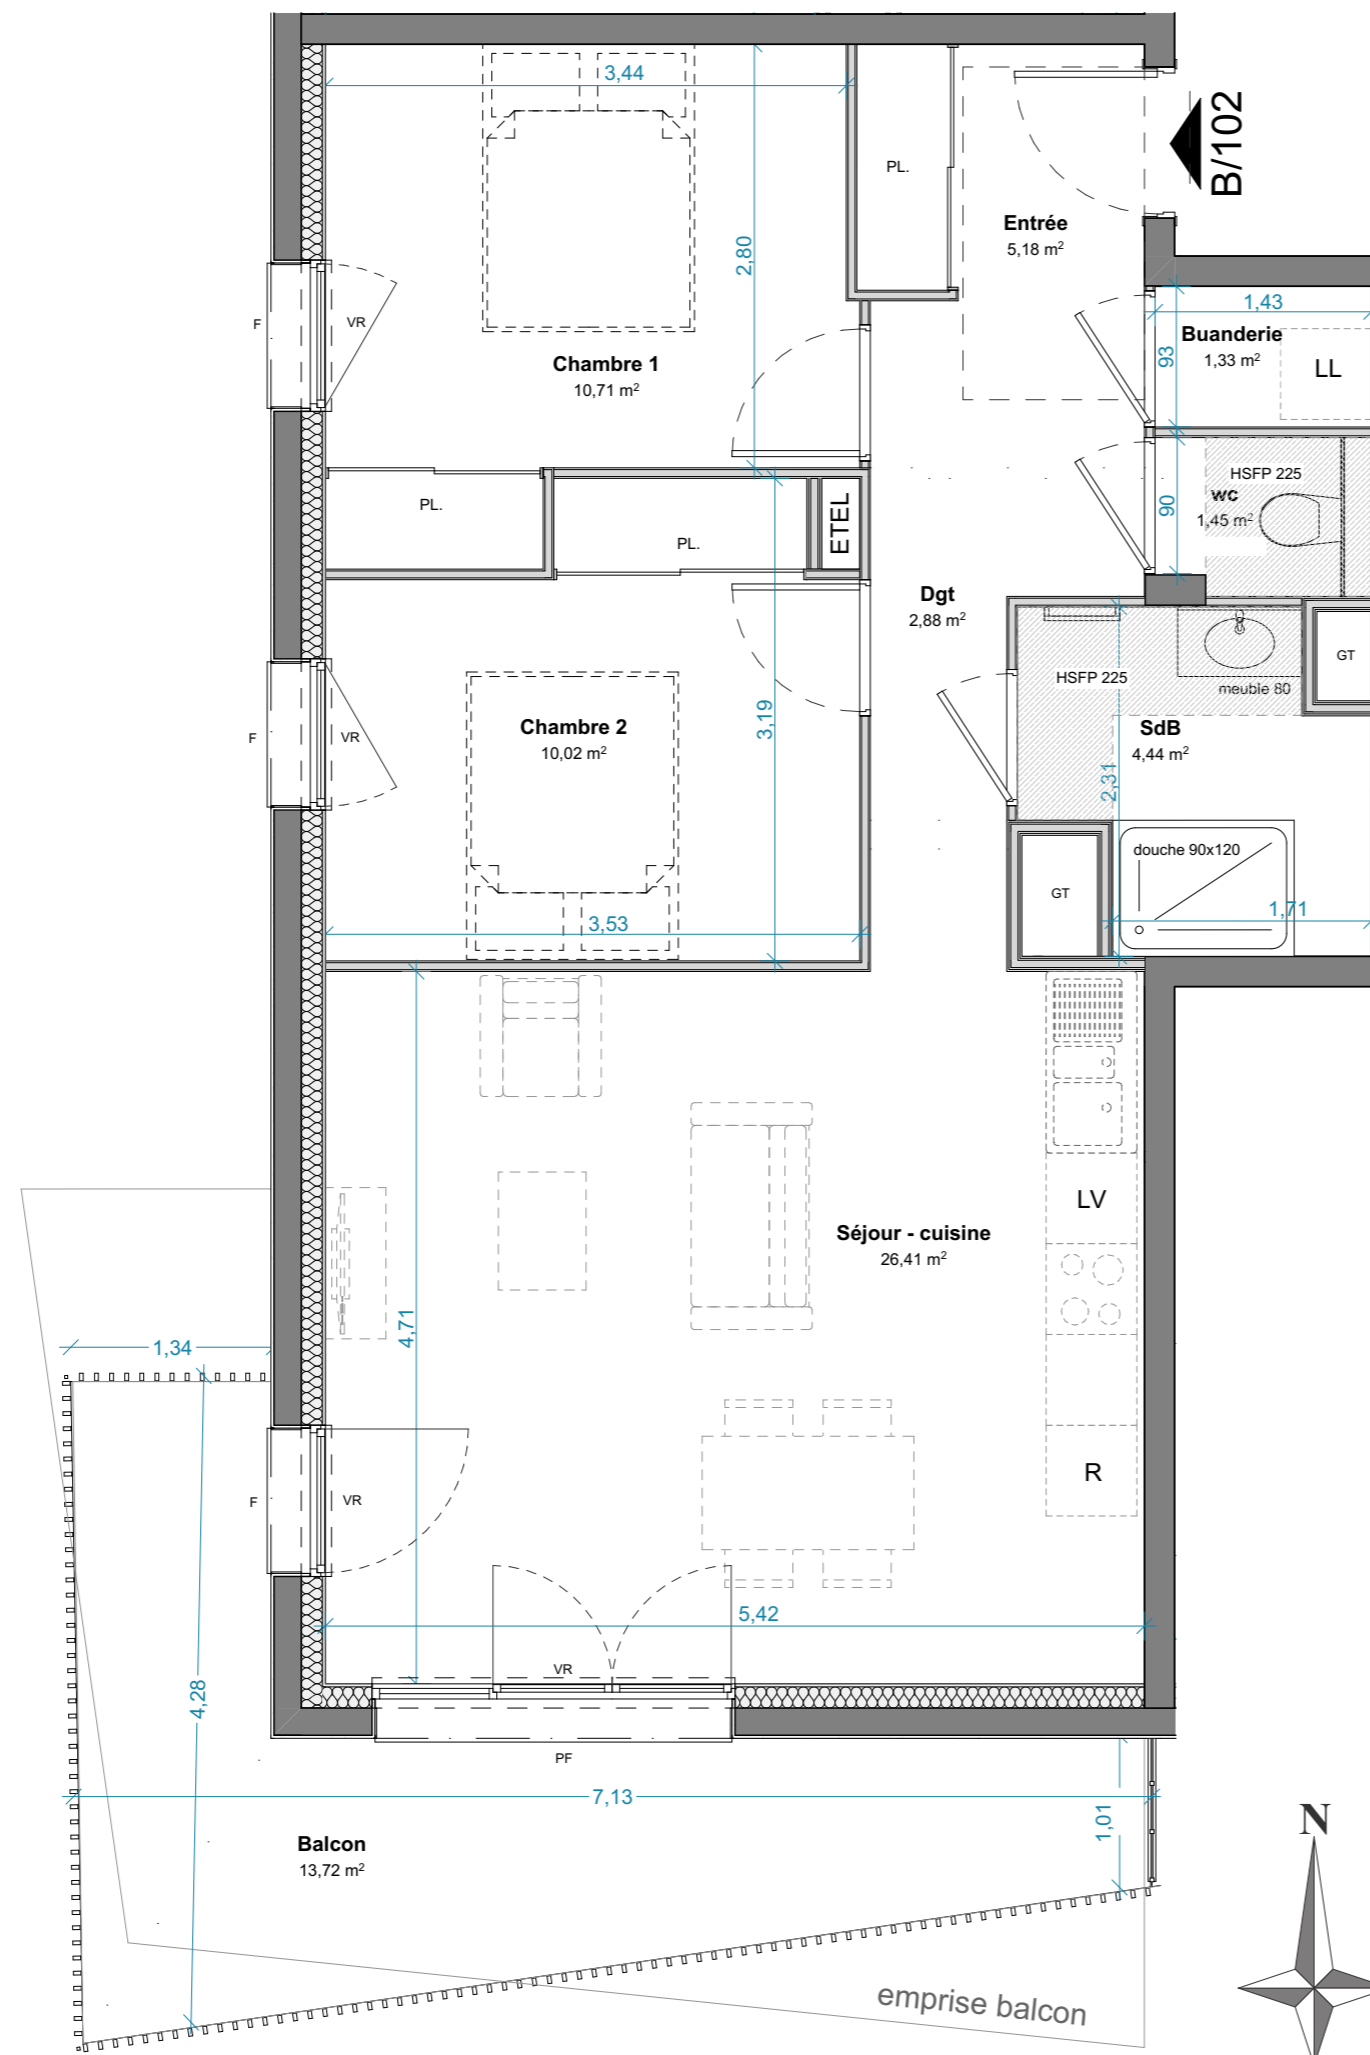 3,44
PL.
B/102
Entrée
5,18 m²
2,80
F
VR
Chambre 1
10,71 m²
1,43
Buanderie
1,33 m²
93
LL
PL.
PL.
ETEL
HSFP 225
wc
1,45 m²
90
Dgt
2,88 m²
GT
HSFP 225
meuble 80
SdB
4,44 m²
2,31
F
VR
Chambre 2
10,02 m²
3,19
douche 90x120
GT
1,71
3,53
LV
Séjour - cuisine
26,41 m²
4,71
1,34
R
F
VR
5,42
VR
4,28
PF
7,13
1,01
Balcon
13,72 m²
N
emprise balcon